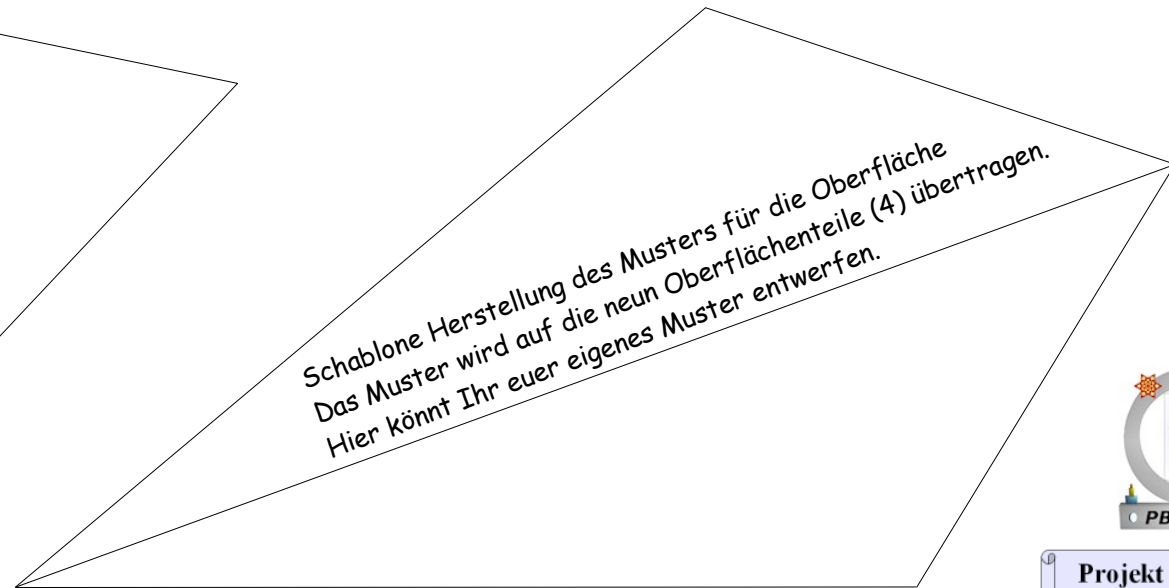 Schablone Herstellung des Musters für die Oberfläche
Das Muster wird auf die neun Oberflächenteile (4) übertragen.
Hier könnt Ihr euer eigenes Muster entwerfen.
PB
Projekt